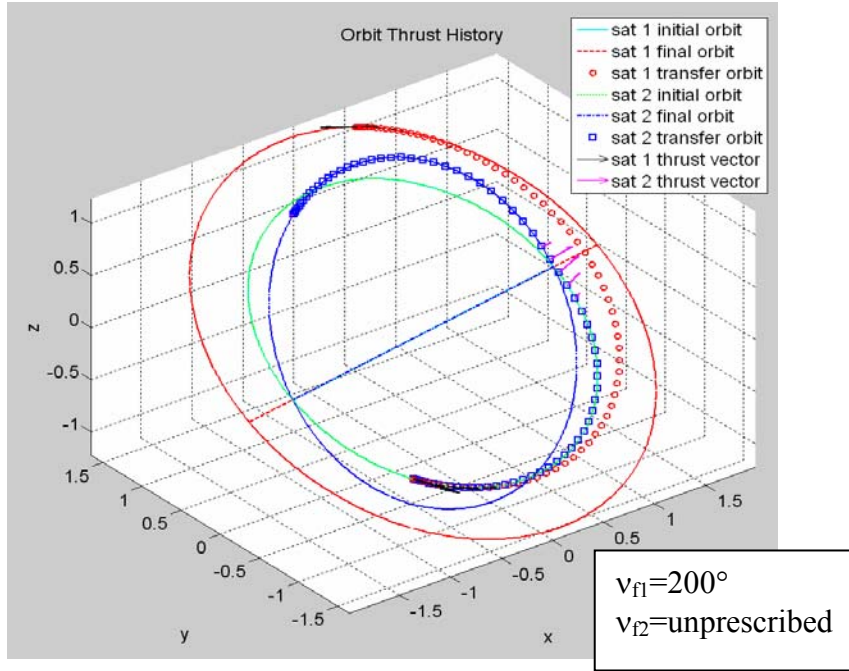 Orbit Thrust History
sat 1 initial orbit
sat 1 final orbit
sat 1 transfer orbit
sat 2 initial orbit
sat 2 final orbit
sat 2 transfer orbit
sat 1 thrust vector
sat 2 thrust vector
1
0.5
0
-0.5
-1
z
1.5
1
0.5
0
-0.5
-1
-1.5
y
-1.5
-1
-0.5
0
0.5
1
1.5
x
νf1=200°
νf2=unprescribed